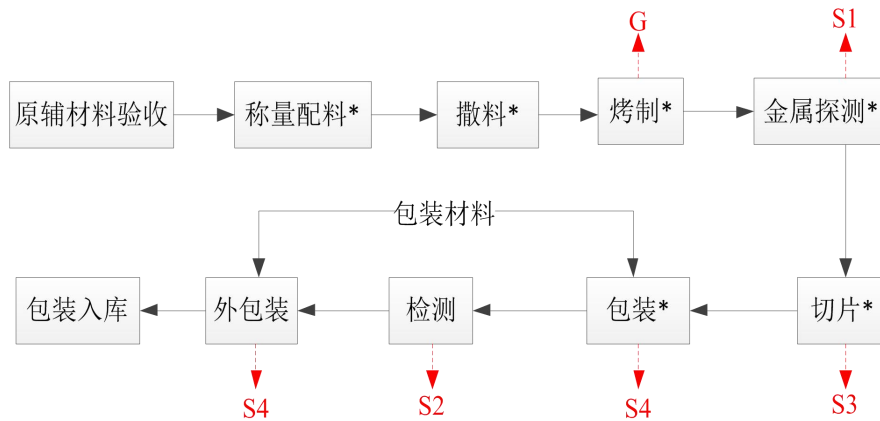 G
S1
原辅材料验收
称量配料*
撒料*
烤制*
金属探测*
包装材料
包装入库
外包装
检测
包装*
切片*
S4
S2
S4
S3